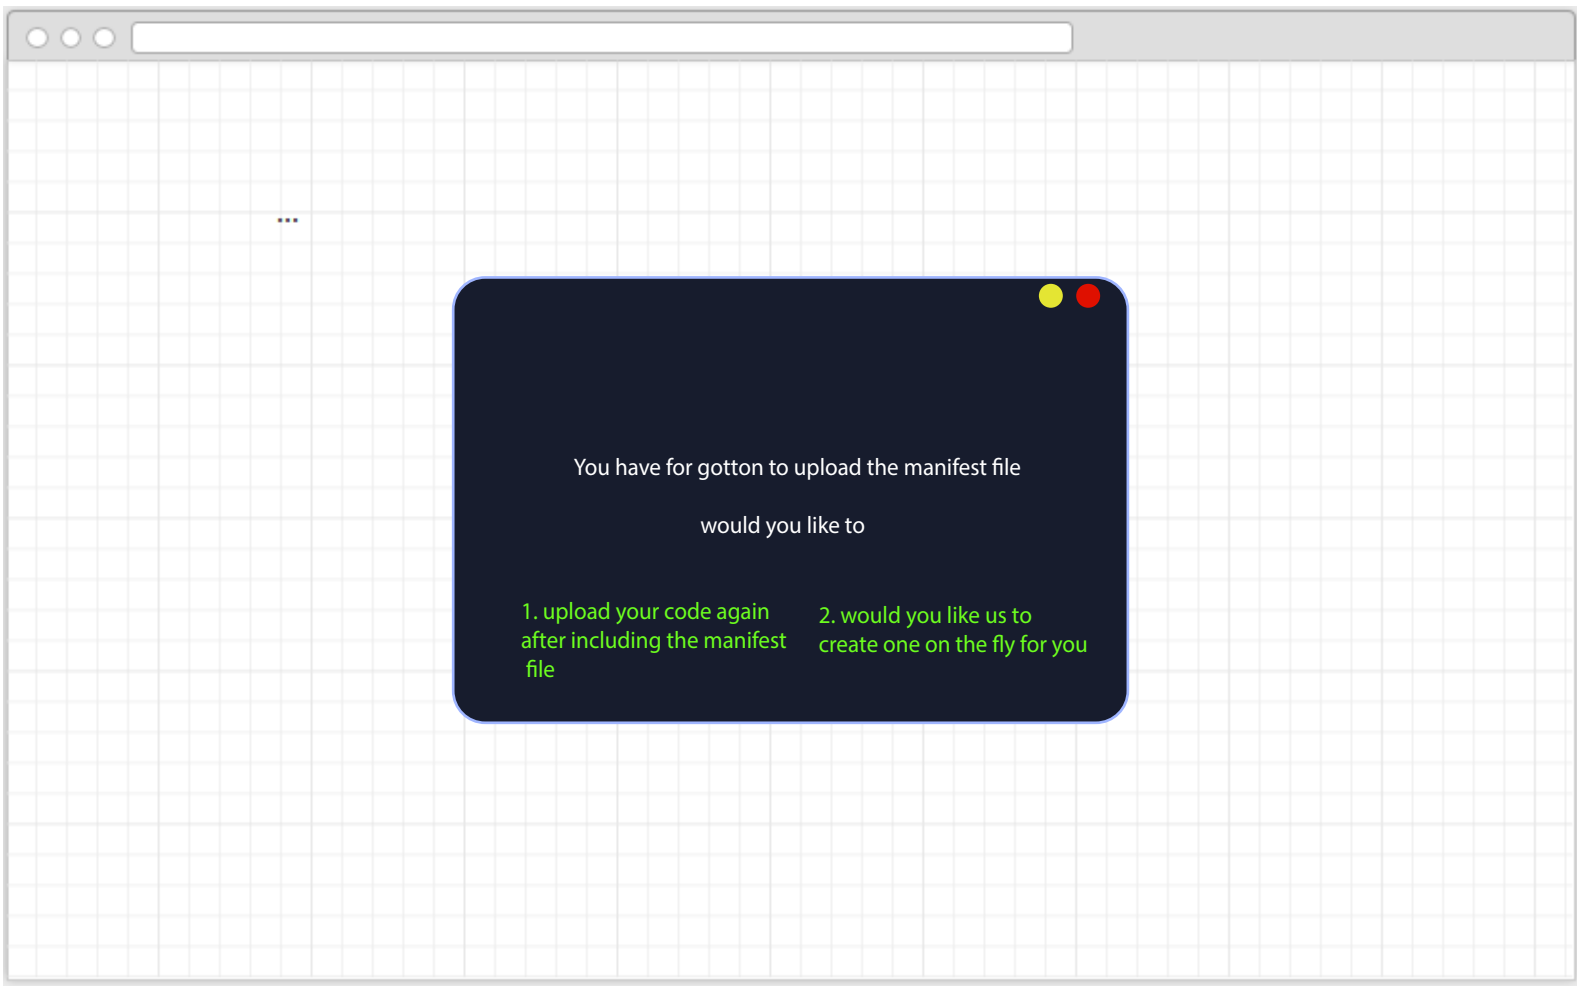 ...
You have for gotton to upload the manifest file
would you like to
1. upload your code again
after including the manifest
file
2. would you like us to
create one on the fly for you